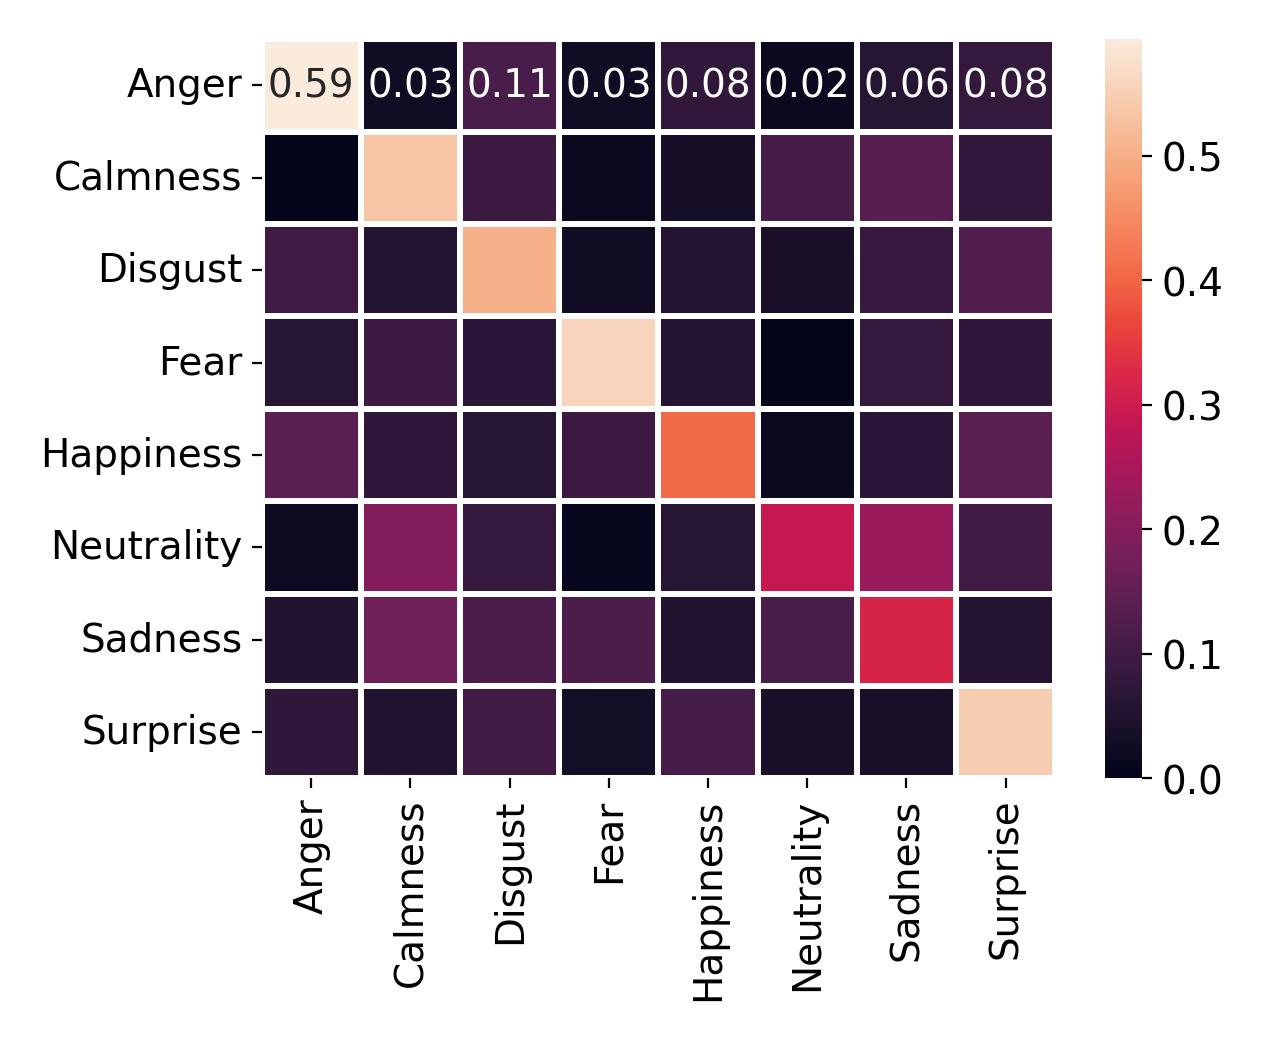 Anger 0.59 0.03 0.11 0.03 0.08 0.02 0.06 0.08
Calmness
Disgust
Fear
Happiness
Neutrality
Sadness
Surprise
Anger Calmness Disgust Fear Happiness Neutrality Sadness Surprise
0.5
0.4
0.3
0.2
0.1
0.0